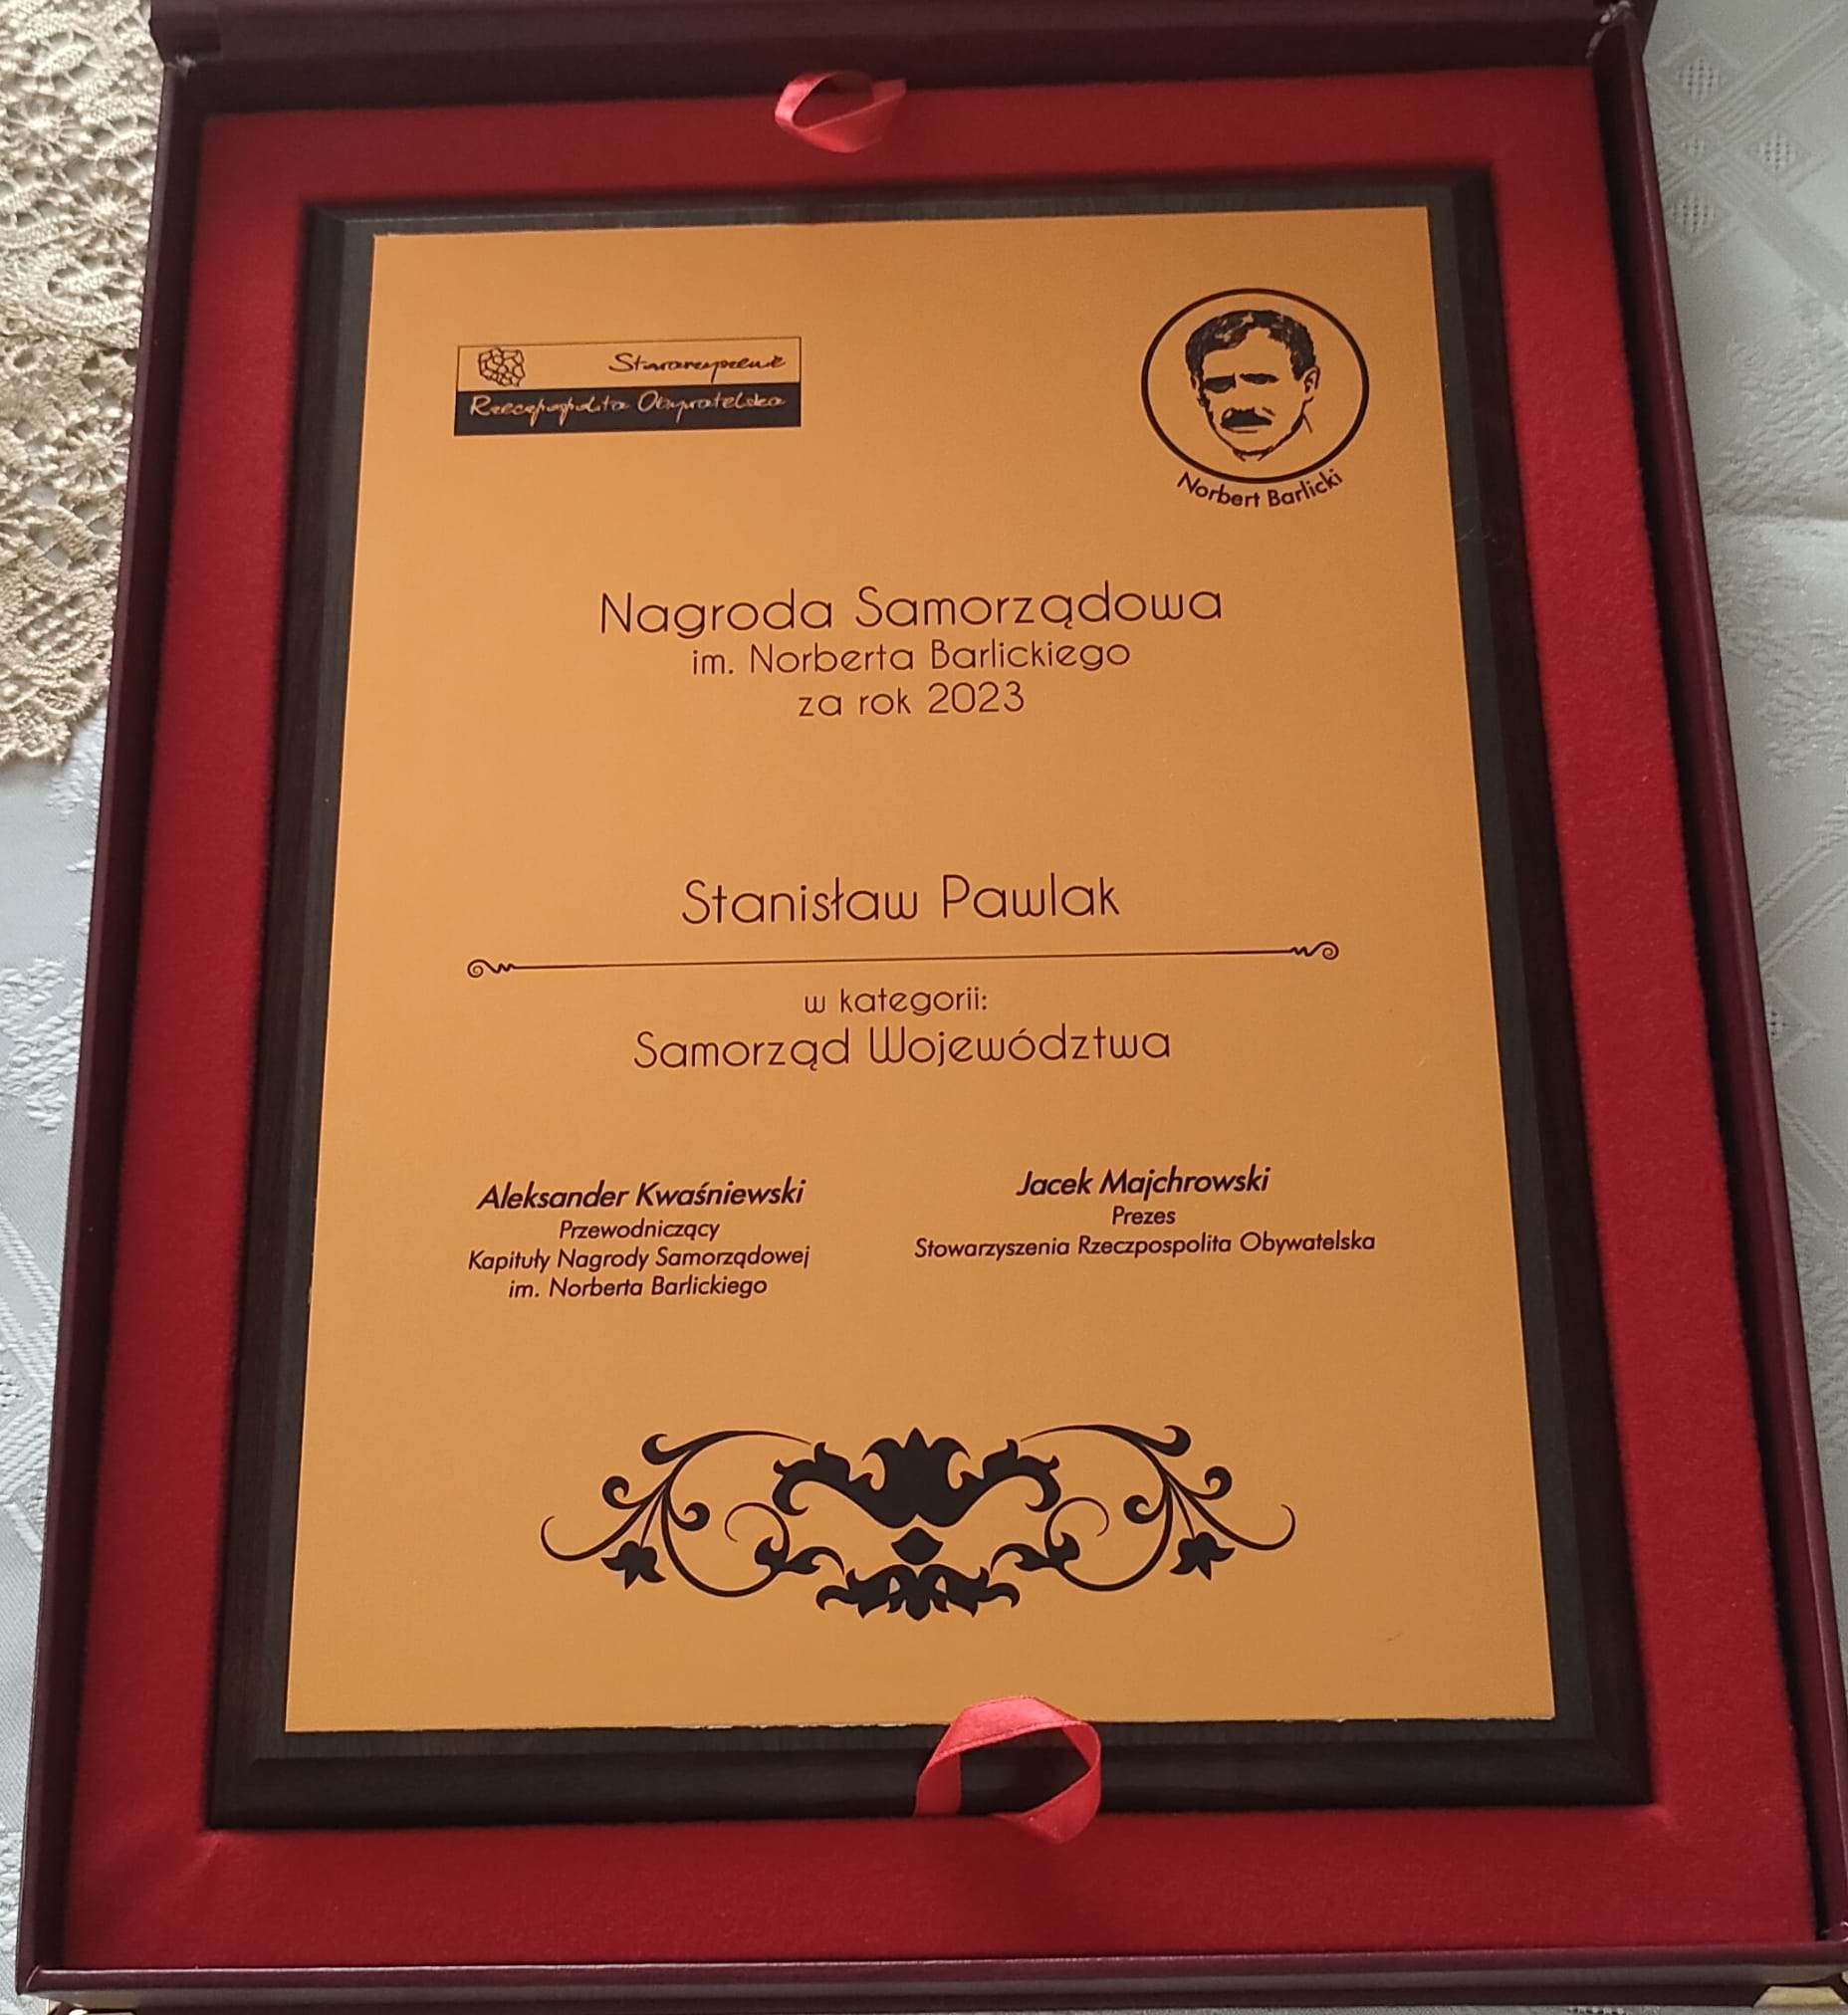 Stowarzyszenie
Rzeczpospolita Obywatelska
Norbert Barlicki
Nagroda Samorządowa
im. Norberta Barlickiego
za rok 2023
Stanisław Pawlak
w kategorii:
Samorząd Województwa
Aleksander Kwaśniewski
Przewodniczący
Kapituły Nagrody Samorządowej
im. Norberta Barlickiego
Jacek Majchrowski
Prezes
Stowarzyszenia Rzeczpospolita Obywatelska